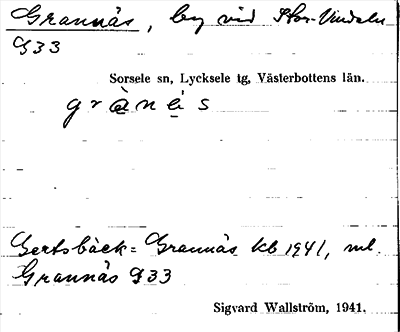 Grannäs, by vid Stor-Vindeln
G33
Sorsele sn, Lycksele tg, Västerbottens län.
g r à n ę́ s
Gertsbäck = Grannäs kb 1941, ml.
Grannäs G33
Sigvard Wallström, 1941.